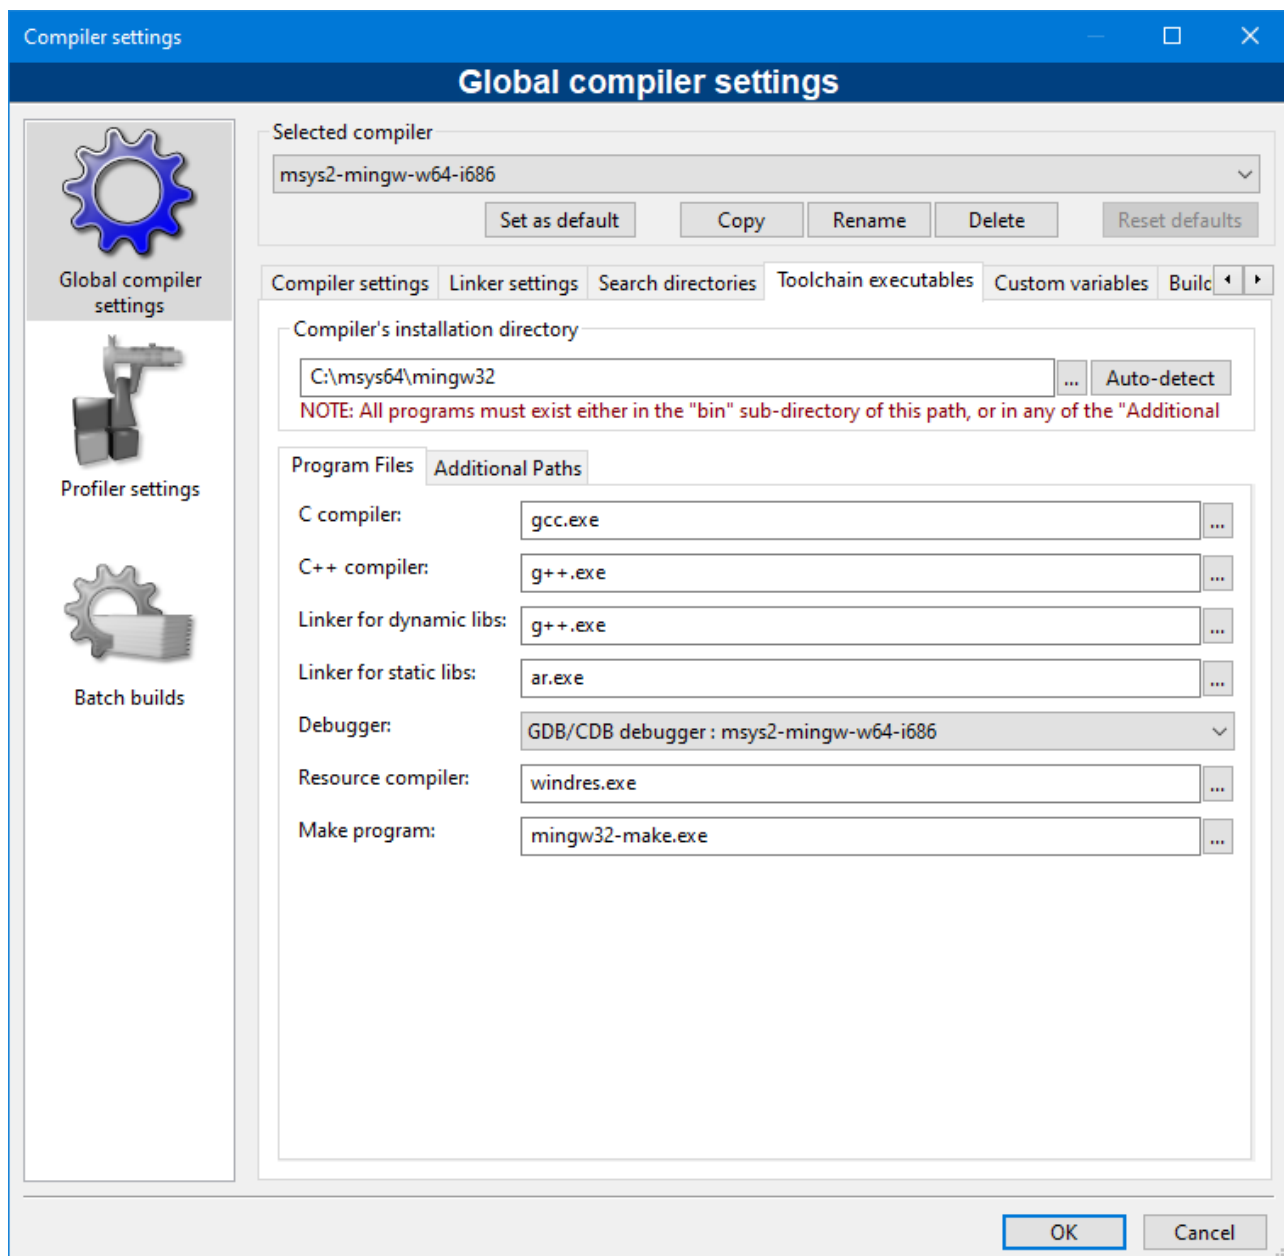 Compiler settings
Global compiler settings
Global compiler
settings
Profiler settings
Batch builds
Selected compiler
msys2-mingw-w64-i686
Set as default Copy Rename Delete Reset defaults
Compiler settings Linker settings Search directories Toolchain executables Custom variables Build
Compiler's installation directory
C:\msys64\mingw32 ... Auto-detect
NOTE: All programs must exist either in the "bin" sub-directory of this path, or in any of the "Additional
Program Files Additional Paths
C compiler: gcc.exe ...
C++ compiler: g++.exe ...
Linker for dynamic libs: g++.exe ...
Linker for static libs: ar.exe ...
Debugger: GDB/CDB debugger : msys2-mingw-w64-i686
Resource compiler: windres.exe ...
Make program: mingw32-make.exe ...
OK Cancel